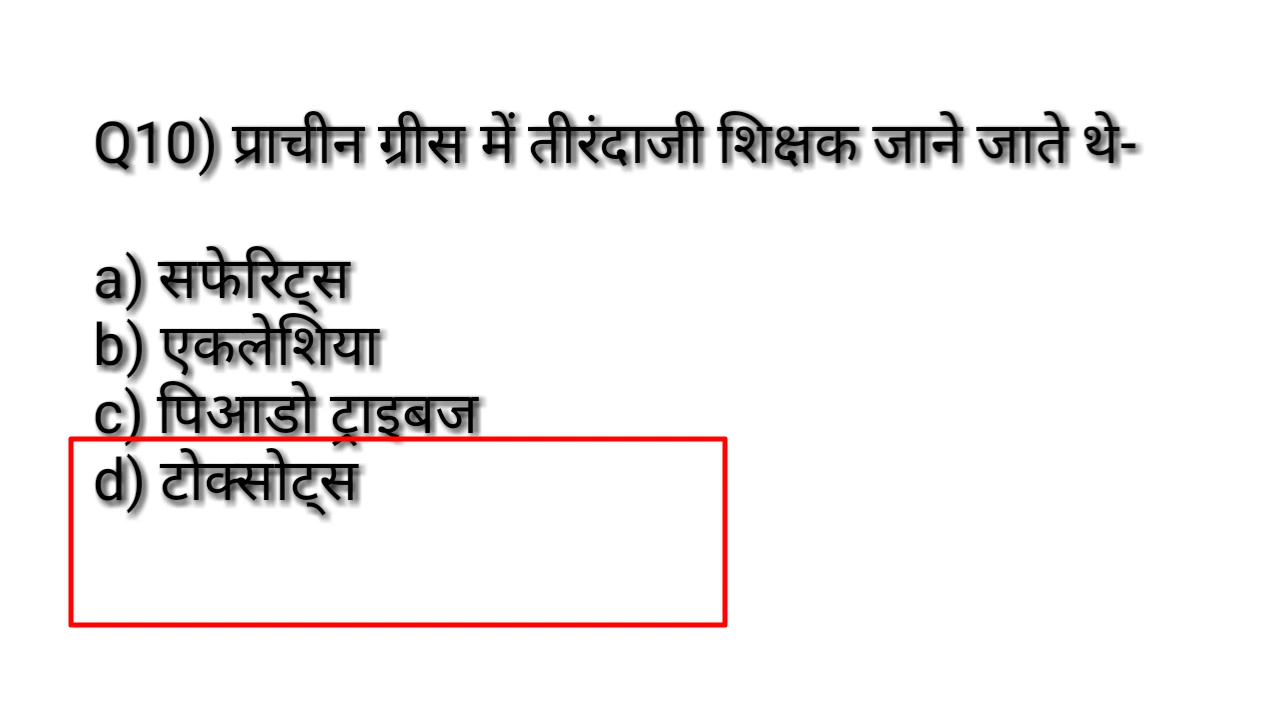 Q10) प्राचीन ग्रीस में तीरंदाजी शिक्षक जाने जाते थे-
a) सफेरिट्स
b) एकलेशिया
c) पिआडो ट्राइबज
d) टोक्सोट्स